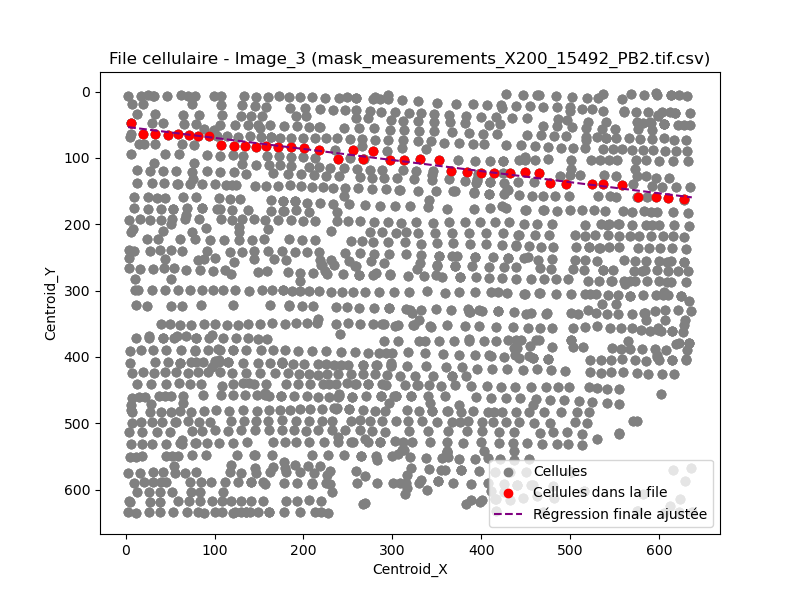 File cellulaire - Image_3 (mask_measurements_X200_15492_PB2.tif.csv)
0
100
200
300
400
500
600
Centroid_Y
0 100 200 300 400 500 600
Centroid_X
Cellules
Cellules dans la file
Régression finale ajustée